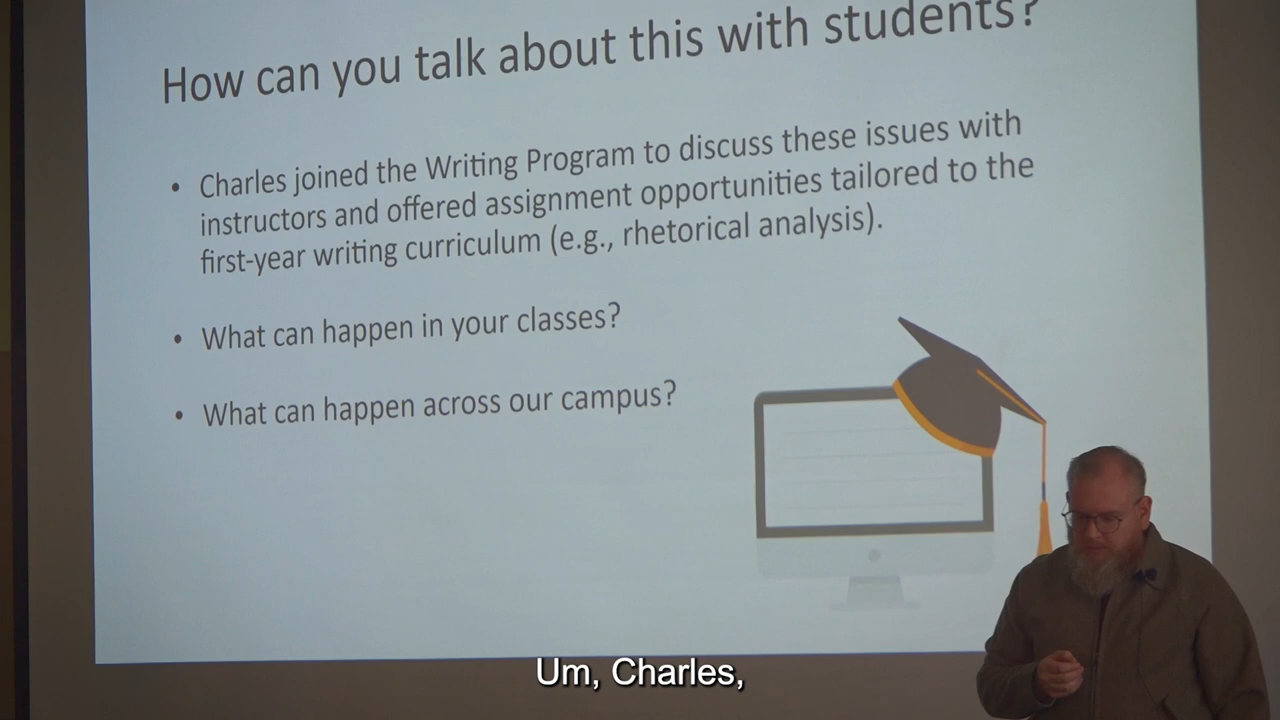 How can you talk about this with students?
• Charles joined the Writing Program to discuss these issues with
instructors and offered assignment opportunities tailored to the
first-year writing curriculum (e.g., rhetorical analysis).
• What can happen in your classes?
• What can happen across our campus?
Um, Charles,